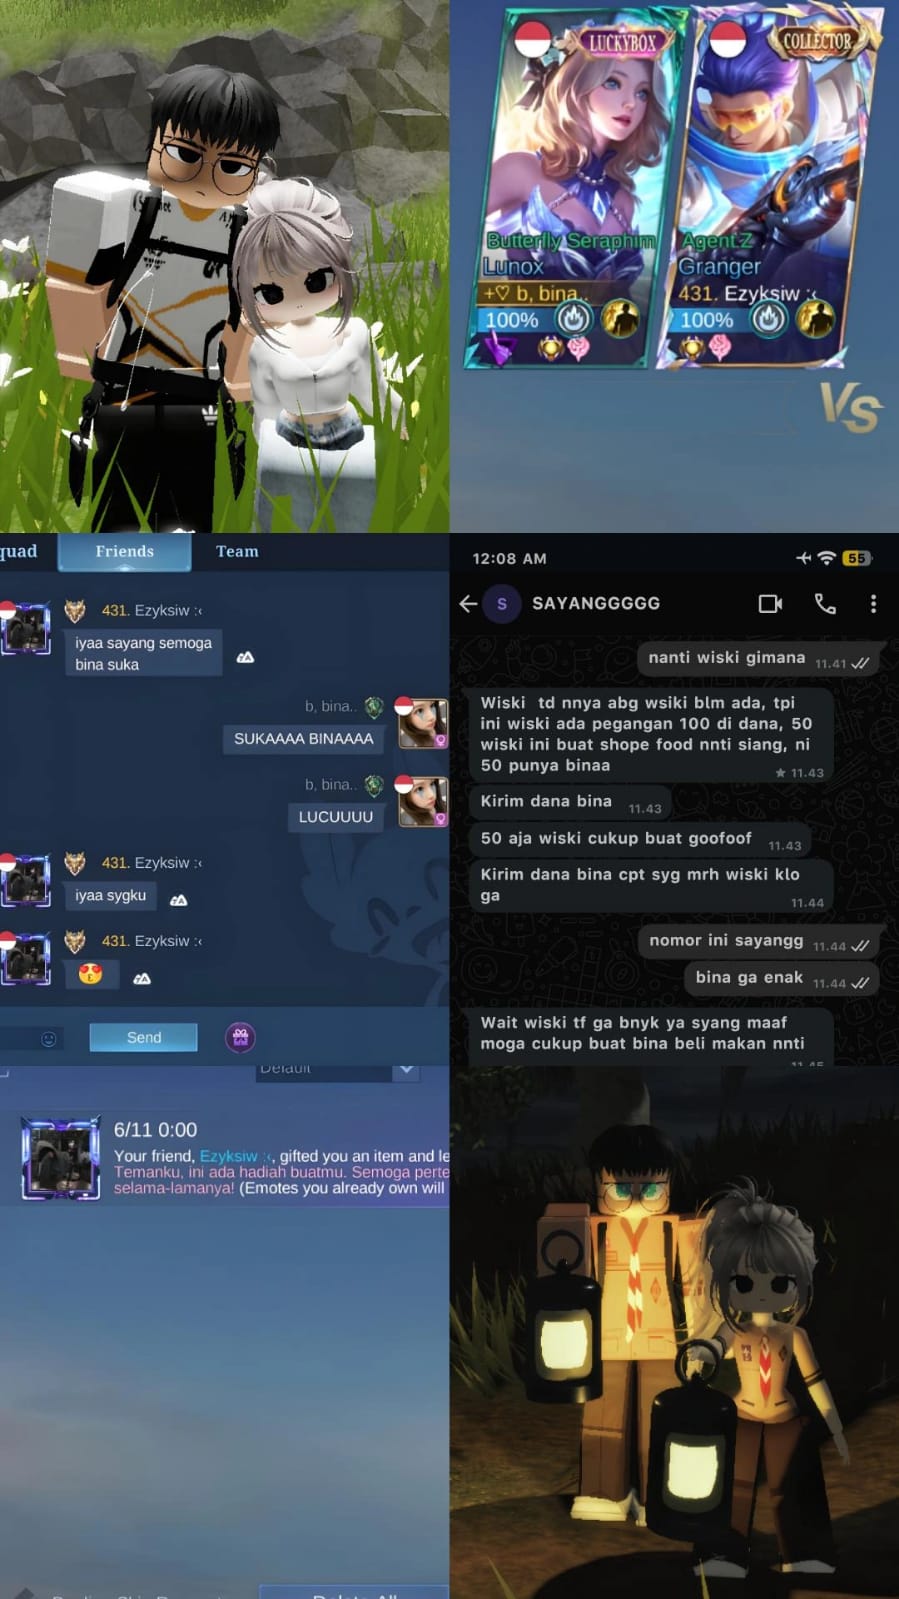 LUCKYBOX
COLLECTOR
Butterfly Seraphim
Lunox
+♡ b, bina..
100%
Agent Z
Granger
431. Ezyksiw :‹
100%
VS
quad
Friends
Team
431. Ezyksiw :‹
iyaa sayang semoga
bina suka
b, bina..
SUKAAAA BINAAAA
b, bina..
LUCUUUU
431. Ezyksiw :‹
iyaa sygku
431. Ezyksiw :‹
Send
12:08 AM
55
S
SAYANGGGGG
nanti wiski gimana 11.41
Wiski td nnya abg wsiki blm ada, tpi
ini wiski ada pegangan 100 di dana, 50
wiski ini buat shope food nnti siang, ni
50 punya binaa
11.43
Kirim dana bina 11.43
50 aja wiski cukup buat goofoof 11.43
Kirim dana bina cpt syg mrh wiski klo
ga 11.44
nomor ini sayangg 11.44
bina ga enak 11.44
Wait wiski tf ga bnyk ya syang maaf
moga cukup buat bina beli makan nnti
11.45
Default
6/11 0:00
Your friend, Ezyksiw :‹, gifted you an item and le
Temanku, ini ada hadiah buatmu. Semoga perte
selama-lamanya! (Emotes you already own will
Delete All